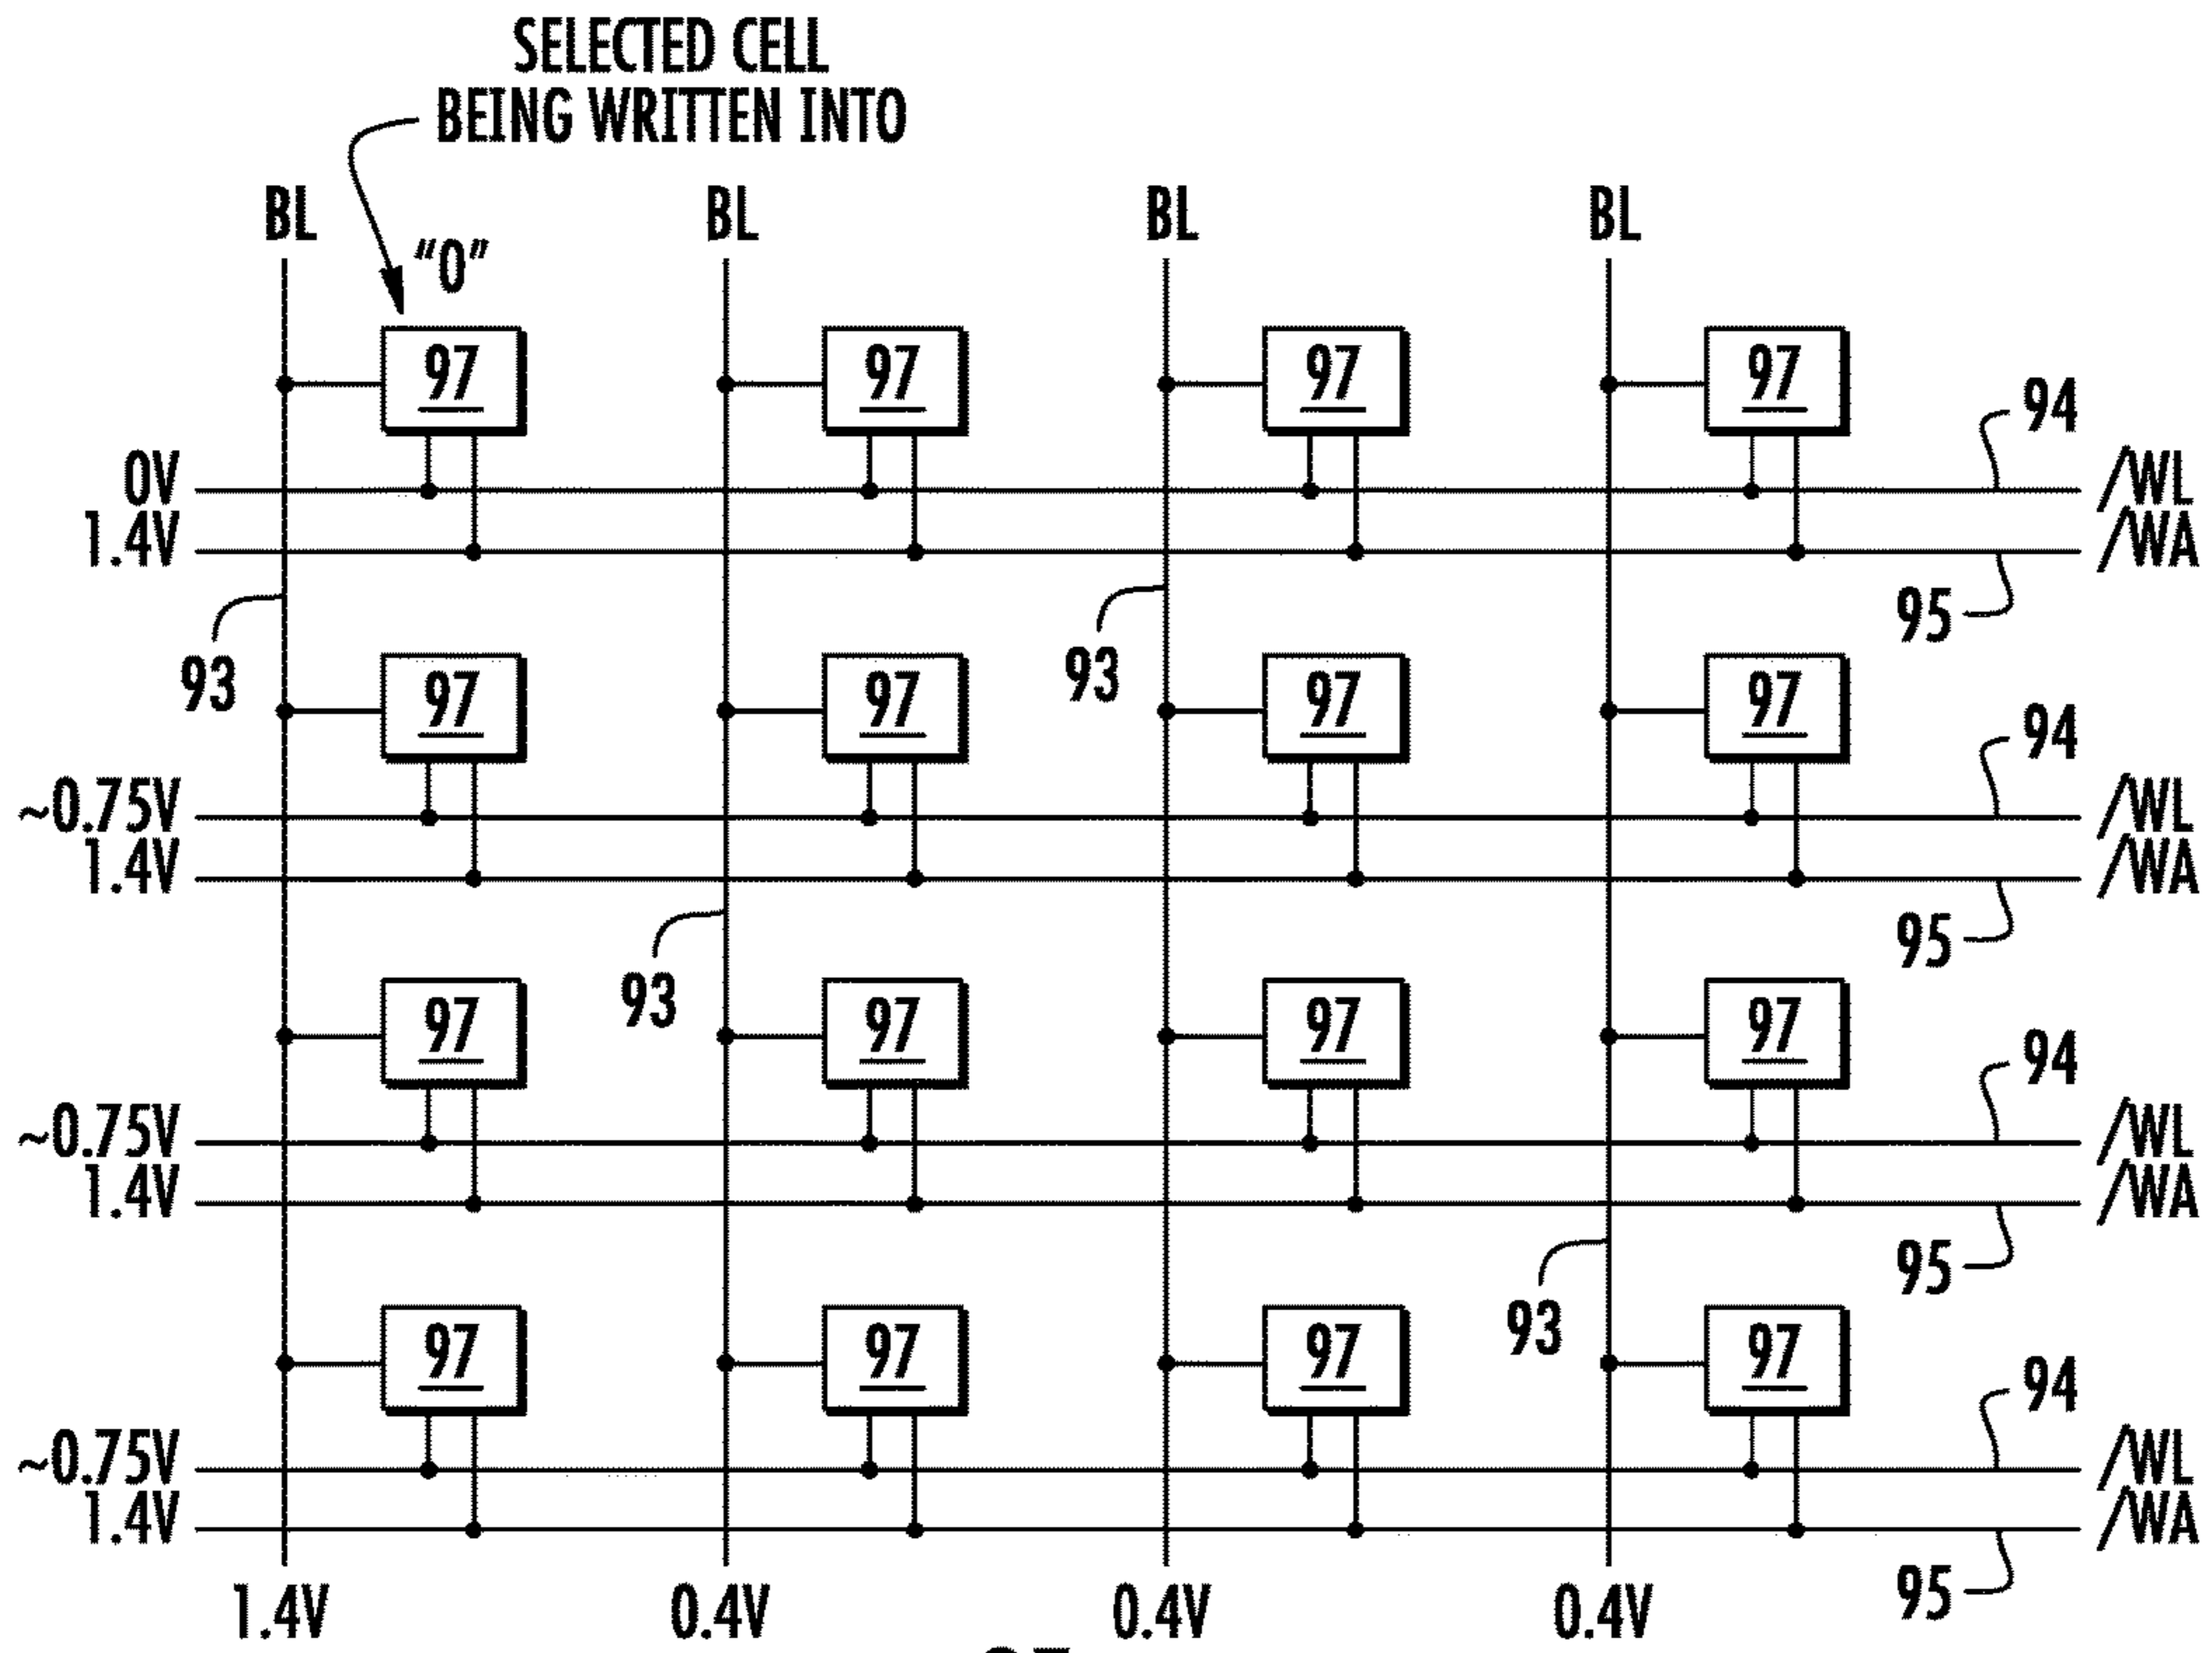 SELECTED CELL
BEING WRITTEN INTO
BL BL BL BL
"0"
97 97 97 97
94
0V /WL
1.4V /WA
95
93 93
97 97 97 97
94
~0.75V /WL
1.4V /WA
95
93
97 97 97 97
94
~0.75V /WL
1.4V /WA
95
93
97 97 97 97
94
~0.75V /WL
1.4V /WA
95
1.4V 0.4V 0.4V 0.4V